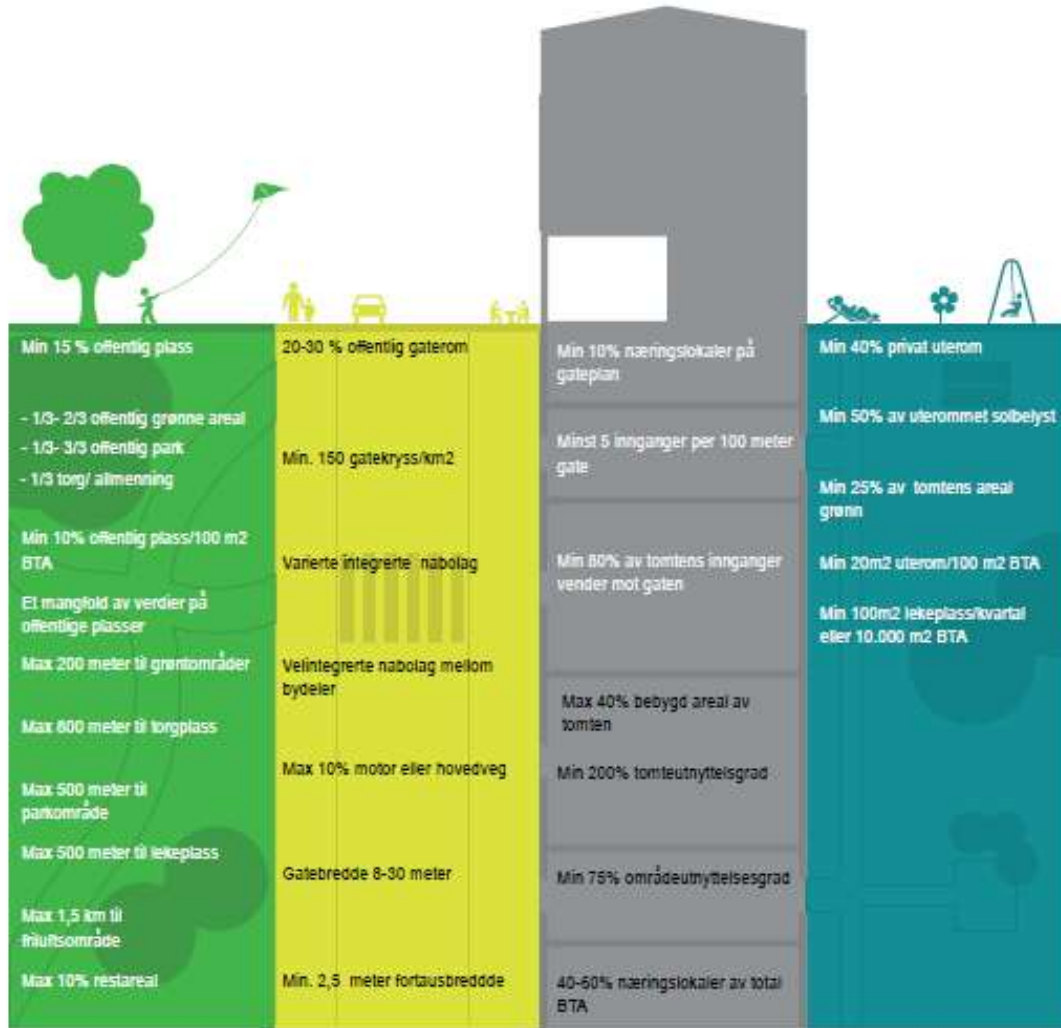 Min 15 % offentlig plass
- 1/3- 2/3 offentlig grønne areal
- 1/3- 3/3 offentlig park
- 1/3 torg/ allmenning
Min 10% offentlig plass/100 m2
BTA
Et mangfold av verdier på
offentlige plasser
Max 200 meter til grøntområder
Max 600 meter til torgplass
Max 500 meter til
parkområde
Max 500 meter til lekeplass
Max 1,5 km til
friluftsområde
Max 10% restareal
20-30 % offentlig gaterom
Min. 150 gatekryss/km2
Varierte integrerte nabolag
Velintegrerte nabolag mellom
bydeler
Max 10% motor eller hovedveg
Gatebredde 8-30 meter
Min. 2,5 meter fortausbreddde
Min 10% næringslokaler på
gateplan
Minst 5 innganger per 100 meter
gate
Min 80% av tomtens innganger
vender mot gaten
Max 40% bebygd areal av
tomten
Min 200% tomteutnyttelsgrad
Min 75% områdeutnyttelsesgrad
40-60% næringslokaler av total
BTA
Min 40% privat uterom
Min 50% av uterommet solbelyst
Min 25% av tomtens areal
grønn
Min 20m2 uterom/100 m2 BTA
Min 100m2 lekeplass/kvartal
eller 10.000 m2 BTA